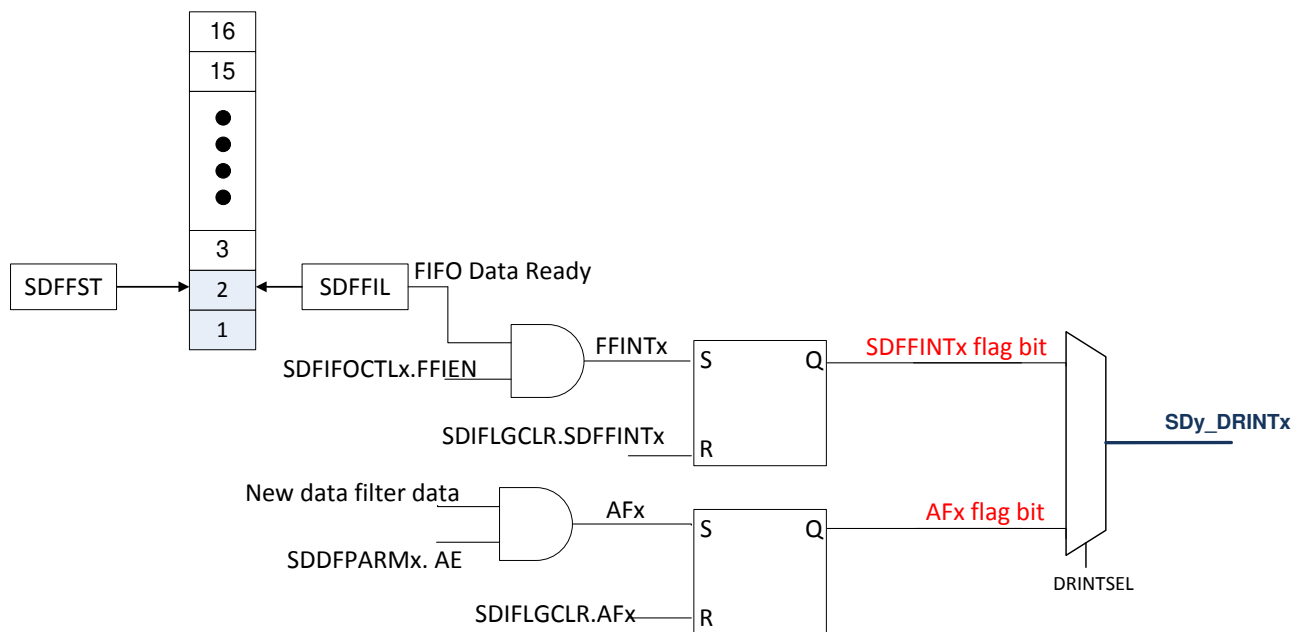 16
15
3
SDFFST
2
SDFFIL
FIFO Data Ready
1
FFINTx
SDFIFOCTLx.FFIEN
S
Q
SDFFINTx flag bit
SDIFLGCLR.SDFFINTx
R
SDy_DRINTx
New data filter data
AFx
SDDFPARMx. AE
S
Q
AFx flag bit
DRINTSEL
SDIFLGCLR.AFx
R